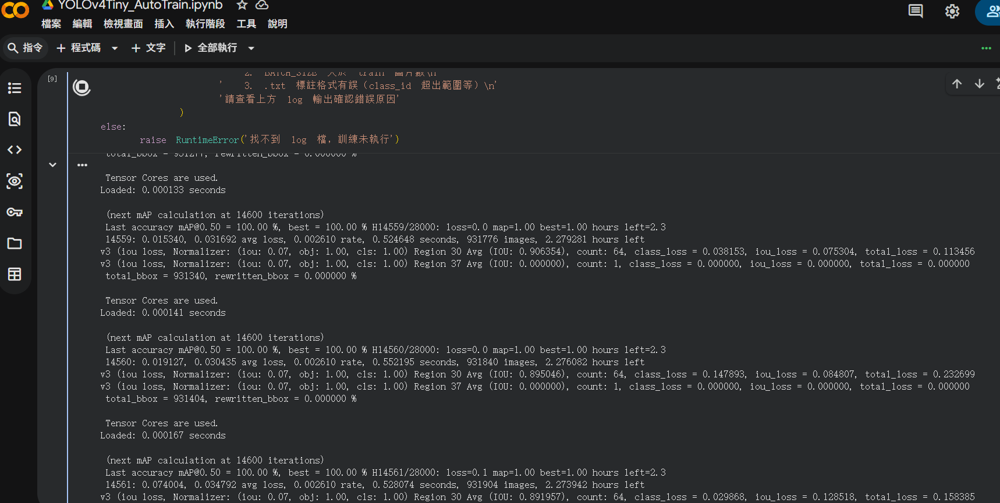 YOLOv4Tiny_AutoTrain.ipynb
檔案 編輯 檢視畫面 插入 執行階段 工具 說明
指令 + 程式碼 + 文字 全部執行
[9]
2. BATCH_SIZE 大於 train 圖片數\n
' 3. .txt 標註格式有誤（class_id 超出範圍等）\n'
'請查看上方 log 輸出確認錯誤原因'
)
else:
raise RuntimeError('找不到 log 檔，訓練未執行')
total_bbox = 931277, rewritten_bbox = 0.000000 %
Tensor Cores are used.
Loaded: 0.000133 seconds
(next mAP calculation at 14600 iterations)
Last accuracy mAP@0.50 = 100.00 %, best = 100.00 % H14559/28000: loss=0.0 map=1.00 best=1.00 hours left=2.3
14559: 0.015340, 0.031692 avg loss, 0.002610 rate, 0.524648 seconds, 931776 images, 2.279281 hours left
v3 (iou loss, Normalizer: (iou: 0.07, obj: 1.00, cls: 1.00) Region 30 Avg (IOU: 0.906354), count: 64, class_loss = 0.038153, iou_loss = 0.075304, total_loss = 0.113456
v3 (iou loss, Normalizer: (iou: 0.07, obj: 1.00, cls: 1.00) Region 37 Avg (IOU: 0.000000), count: 1, class_loss = 0.000000, iou_loss = 0.000000, total_loss = 0.000000
total_bbox = 931340, rewritten_bbox = 0.000000 %
Tensor Cores are used.
Loaded: 0.000141 seconds
(next mAP calculation at 14600 iterations)
Last accuracy mAP@0.50 = 100.00 %, best = 100.00 % H14560/28000: loss=0.0 map=1.00 best=1.00 hours left=2.3
14560: 0.019127, 0.030435 avg loss, 0.002610 rate, 0.552195 seconds, 931840 images, 2.276082 hours left
v3 (iou loss, Normalizer: (iou: 0.07, obj: 1.00, cls: 1.00) Region 30 Avg (IOU: 0.895046), count: 64, class_loss = 0.147893, iou_loss = 0.084807, total_loss = 0.232699
v3 (iou loss, Normalizer: (iou: 0.07, obj: 1.00, cls: 1.00) Region 37 Avg (IOU: 0.000000), count: 1, class_loss = 0.000000, iou_loss = 0.000000, total_loss = 0.000000
total_bbox = 931404, rewritten_bbox = 0.000000 %
Tensor Cores are used.
Loaded: 0.000167 seconds
(next mAP calculation at 14600 iterations)
Last accuracy mAP@0.50 = 100.00 %, best = 100.00 % H14561/28000: loss=0.1 map=1.00 best=1.00 hours left=2.3
14561: 0.074004, 0.034792 avg loss, 0.002610 rate, 0.528074 seconds, 931904 images, 2.273942 hours left
v3 (iou loss, Normalizer: (iou: 0.07, obj: 1.00, cls: 1.00) Region 30 Avg (IOU: 0.891957), count: 64, class_loss = 0.029868, iou_loss = 0.128518, total_loss = 0.158385